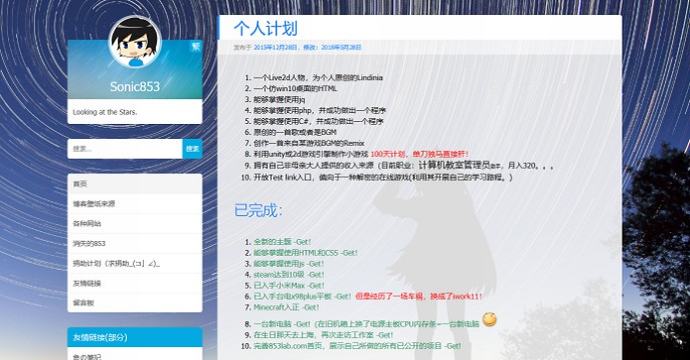 繁
Sonic853
Looking at the Stars.
搜索...
搜索
首页
博客壁纸来源
各种网站
消失的853
捐助计划(求捐助_(:з」∠)_
友情链接
留言板
友情链接(部分)
个人计划
发布于 2015年12月28日, 修改: 2018年5月28日
1. 一个Live2d人物,为个人原创的Lindinia
2. 一个仿win10桌面的HTML
3. 能够掌握使用jq
4. 能够掌握使用php,并成功做出一个程序
5. 能够掌握使用C#,并成功做出一个程序
6. 原创的一首歌或者是BGM
7. 创作一首来自某游戏BGM的Remix
8. 利用unity或2d游戏引擎制作小游戏 100天计划,单刀独马直接肝!
9. 拥有自己非母亲大人提供的收入来源(目前职业:计算机教室管理员,月入320。。。
10. 开放Test link入口,偏向于一种解密的在线游戏(利用其开展自己的学习路程。)
已完成:
1. 全新的主题 -Get!
2. 能够掌握使用HTML和CSS -Get!
3. 能够掌握使用js -Get!
4. steam达到10级 -Get!
5. 已入手小米Max -Get!
6. 已入手台电x98plus平板 -Get!但是经历了一场车祸,换成了iwork11!
7. Minecraft入正 -Get!
8. 一台新电脑 -Get!(在旧机箱上换了电源主板CPU内存条=一台新电脑
9. 在生日那天去上海,再次走访工作室 -Get!
10. 完善853lab.com首页,展示自己所做的所有已公开的项目 -Get!